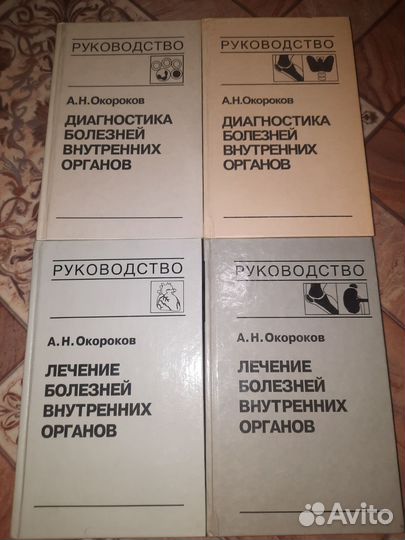 РУКОВОДСТВО
А.Н.Окороков
ДИАГНОСТИКА
БОЛЕЗНЕЙ
ВНУТРЕННИХ
ОРГАНОВ
РУКОВОДСТВО
А.Н.Окороков
ДИАГНОСТИКА
БОЛЕЗНЕЙ
ВНУТРЕННИХ
ОРГАНОВ
РУКОВОДСТВО
А.Н.Окороков
ЛЕЧЕНИЕ
БОЛЕЗНЕЙ
ВНУТРЕННИХ
ОРГАНОВ
РУКОВОДСТВО
А.Н.Окороков
ЛЕЧЕНИЕ
БОЛЕЗНЕЙ
ВНУТРЕННИХ
ОРГАНОВ
Avito